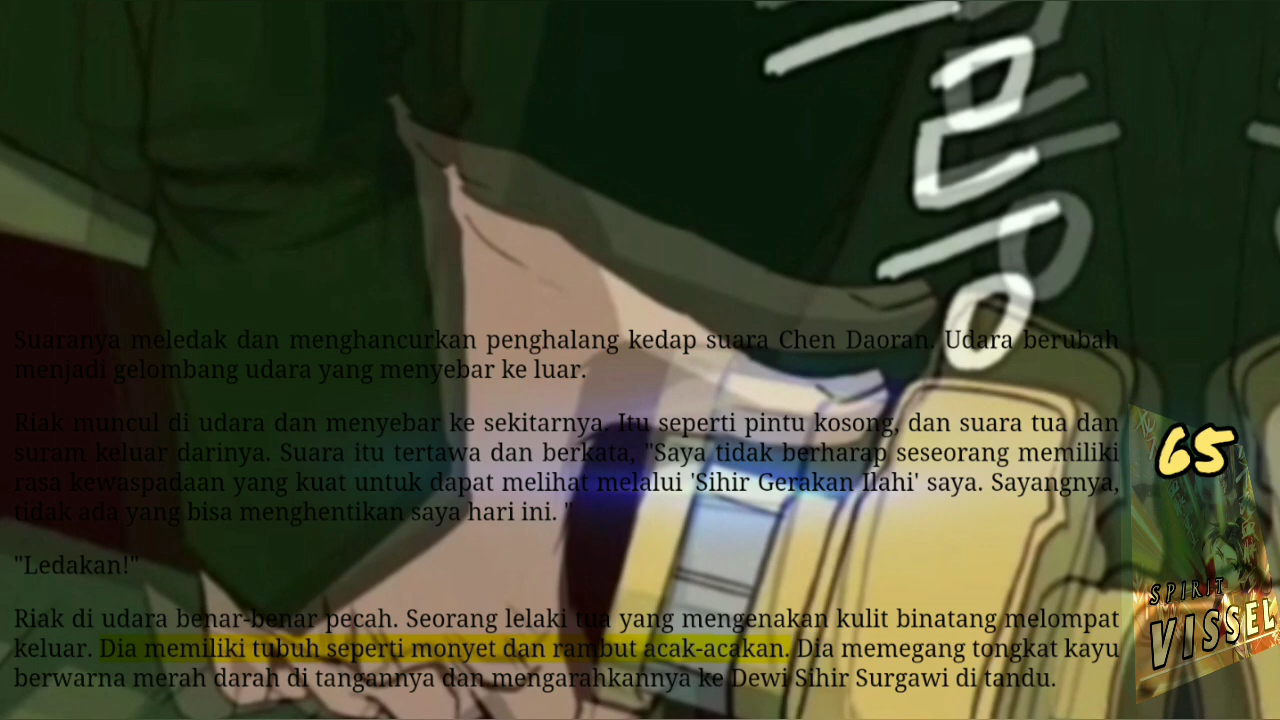 Suaranya meledak dan menghancurkan penghalang kedap suara Chen Daoran. Udara berubah
menjadi gelombang udara yang menyebar ke luar.
Riak muncul di udara dan menyebar ke sekitarnya. Itu seperti pintu kosong, dan suara tua dan
suram keluar darinya. Suara itu tertawa dan berkata, "Saya tidak berharap seseorang memiliki
rasa kewaspadaan yang kuat untuk dapat melihat melalui 'Sihir Gerakan Ilahi' saya. Sayangnya,
tidak ada yang bisa menghentikan saya hari ini. "
"Ledakan!"
Riak di udara benar-benar pecah. Seorang lelaki tua yang mengenakan kulit binatang melompat
keluar. Dia memiliki tubuh seperti monyet dan rambut acak-acakan. Dia memegang tongkat kayu
berwarna merah darah di tangannya dan mengarahkannya ke Dewi Sihir Surgawi di tandu.
65
SPIRIT
VISSEL